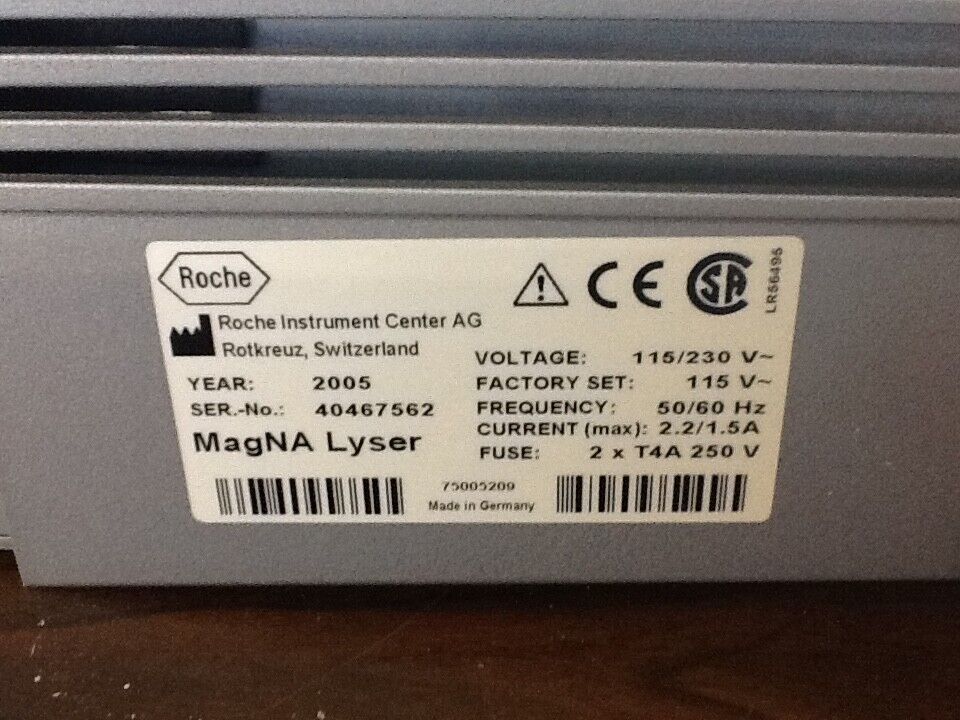 Roche
CE
SA
LR56495
Roche Instrument Center AG
Rotkreuz, Switzerland
YEAR: 2005
SER.-No.: 40467562
MagNA Lyser
VOLTAGE: 115/230 V~
FACTORY SET: 115 V~
FREQUENCY: 50/60 Hz
CURRENT (max): 2.2/1.5A
FUSE: 2 x T4A 250 V
75005209
Made in Germany